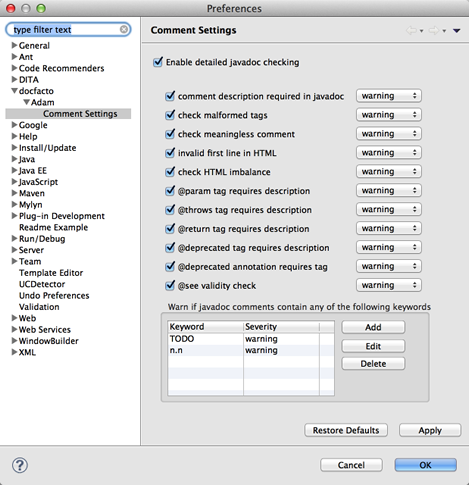 Preferences
type filter text
General
Ant
Code Recommenders
DITA
docfacto
Adam
Comment Settings
Google
Help
Install/Update
Java
Java EE
JavaScript
Maven
Mylyn
Plug-in Development
Readme Example
Run/Debug
Server
Team
Template Editor
UCDetector
Undo Preferences
Validation
Web
Web Services
WindowBuilder
XML
Comment Settings
Enable detailed javadoc checking
comment description required in javadoc warning
check malformed tags warning
check meaningless comment warning
invalid first line in HTML warning
check HTML imbalance warning
@param tag requires description warning
@throws tag requires description warning
@return tag requires description warning
@deprecated tag requires description warning
@deprecated annotation requires tag warning
@see validity check warning
Warn if javadoc comments contain any of the following keywords
Keyword Severity
TODO warning
n.n warning
Add
Edit
Delete
Restore Defaults Apply
? Cancel OK